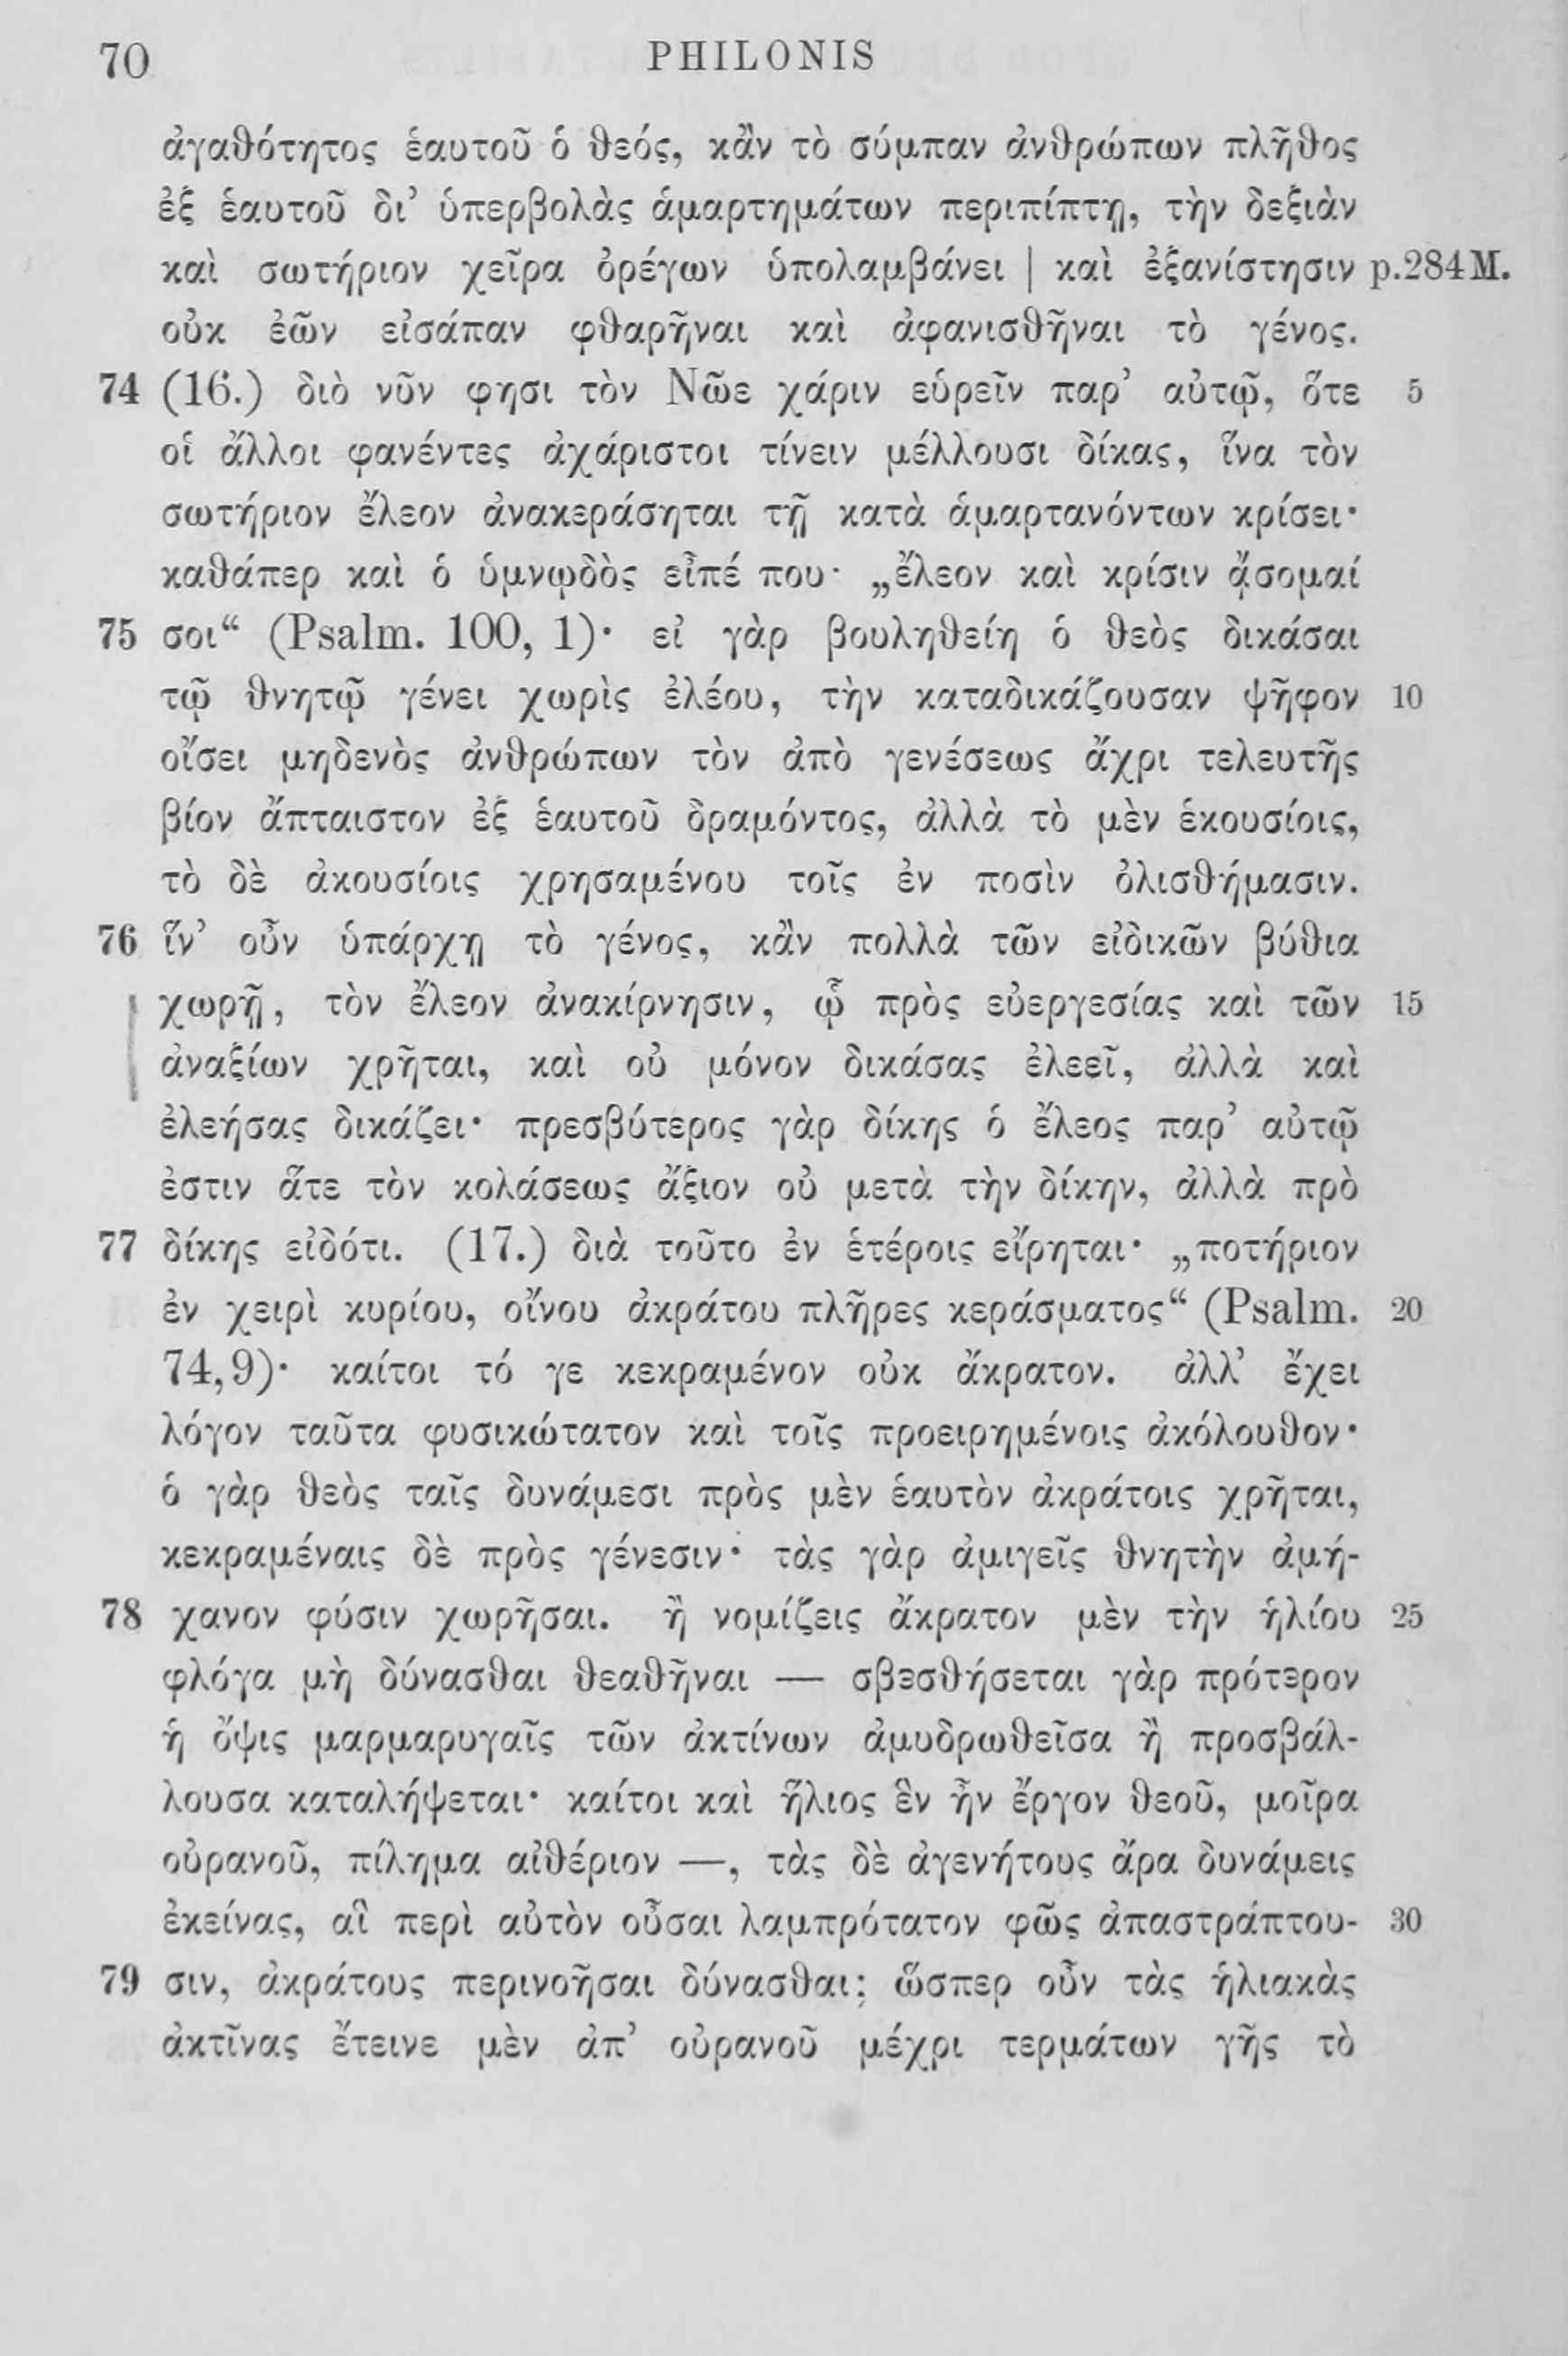 70 PHILONIS
ἀγαθότητος ἑαυτοῦ ὁ θεός, κἂν τὸ σύμπαν ἀνθρώπων πλῆθος
ἐξ ἑαυτοῦ δι’ ὑπερβολὰς ἁμαρτημάτων περιπίπτῃ, τὴν δεξιὰν
καὶ σωτήριον χεῖρα ὀρέγων ὑπολαμβάνει | καὶ ἐξανίστησιν p.284 M.
οὐκ ἐῶν εἰσάπαν φθαρῆναι καὶ ἀφανισθῆναι τὸ γένος.
74 (16.) διὸ νῦν φησι τὸν Νῶε χάριν εὑρεῖν παρ’ αὐτῷ, ὅτε 5
οἱ ἄλλοι φανέντες ἀχάριστοι τίνειν μέλλουσι δίκας, ἵνα τὸν
σωτήριον ἔλεον ἀνακεράσηται τῇ κατὰ ἁμαρτανόντων κρίσει·
καθάπερ καὶ ὁ ὑμνῳδὸς εἶπέ που· „ἔλεον καὶ κρίσιν ᾄσομαί
75 σοι“ (Psalm. 100, 1)· εἰ γὰρ βουληθείη ὁ θεὸς δικάσαι
τῷ θνητῷ γένει χωρὶς ἐλέου, τὴν καταδικάζουσαν ψῆφον 10
οἴσει μηδενὸς ἀνθρώπων τὸν ἀπὸ γενέσεως ἄχρι τελευτῆς
βίον ἄπταιστον ἐξ ἑαυτοῦ δραμόντος, ἀλλὰ τὸ μὲν ἑκουσίοις,
τὸ δὲ ἀκουσίοις χρησαμένου τοῖς ἐν ποσὶν ὀλισθήμασιν.
76 ἵν’ οὖν ὑπάρχῃ τὸ γένος, κἂν πολλὰ τῶν εἰδικῶν βύθια
χωρῇ, τὸν ἔλεον ἀνακίρνησιν, ᾧ πρὸς εὐεργεσίας καὶ τῶν 15
ἀναξίων χρῆται, καὶ οὐ μόνον δικάσας ἐλεεῖ, ἀλλὰ καὶ
ἐλεήσας δικάζει· πρεσβύτερος γὰρ δίκης ὁ ἔλεος παρ’ αὐτῷ
ἐστιν ἅτε τὸν κολάσεως ἄξιον οὐ μετὰ τὴν δίκην, ἀλλὰ πρὸ
77 δίκης εἰδότι. (17.) διὰ τοῦτο ἐν ἑτέροις εἴρηται· „ποτήριον
ἐν χειρὶ κυρίου, οἴνου ἀκράτου πλῆρες κεράσματος“ (Psalm. 20
74,9)· καίτοι τό γε κεκραμένον οὐκ ἄκρατον. ἀλλ’ ἔχει
λόγον ταῦτα φυσικώτατον καὶ τοῖς προειρημένοις ἀκόλουθον·
ὁ γὰρ θεὸς ταῖς δυνάμεσι πρὸς μὲν ἑαυτὸν ἀκράτοις χρῆται,
κεκραμέναις δὲ πρὸς γένεσιν· τὰς γὰρ ἀμιγεῖς θνητὴν ἀμή-
78 χανον φύσιν χωρῆσαι. ἢ νομίζεις ἄκρατον μὲν τὴν ἡλίου 25
φλόγα μὴ δύνασθαι θεαθῆναι — σβεσθήσεται γὰρ πρότερον
ἡ ὄψις μαρμαρυγαῖς τῶν ἀκτίνων ἀμυδρωθεῖσα ἢ προσβάλ-
λουσα καταλήψεται· καίτοι καὶ ἥλιος ἓν ἦν ἔργον θεοῦ, μοῖρα
οὐρανοῦ, πίλημα αἰθέριον —, τὰς δὲ ἀγενήτους ἄρα δυνάμεις
ἐκείνας, αἳ περὶ αὐτὸν οὖσαι λαμπρότατον φῶς ἀπαστράπτου- 30
79 σιν, ἀκράτους περινοῆσαι δύνασθαι; ὥσπερ οὖν τὰς ἡλιακὰς
ἀκτῖνας ἔτεινε μὲν ἀπ’ οὐρανοῦ μέχρι τερμάτων γῆς τὸ